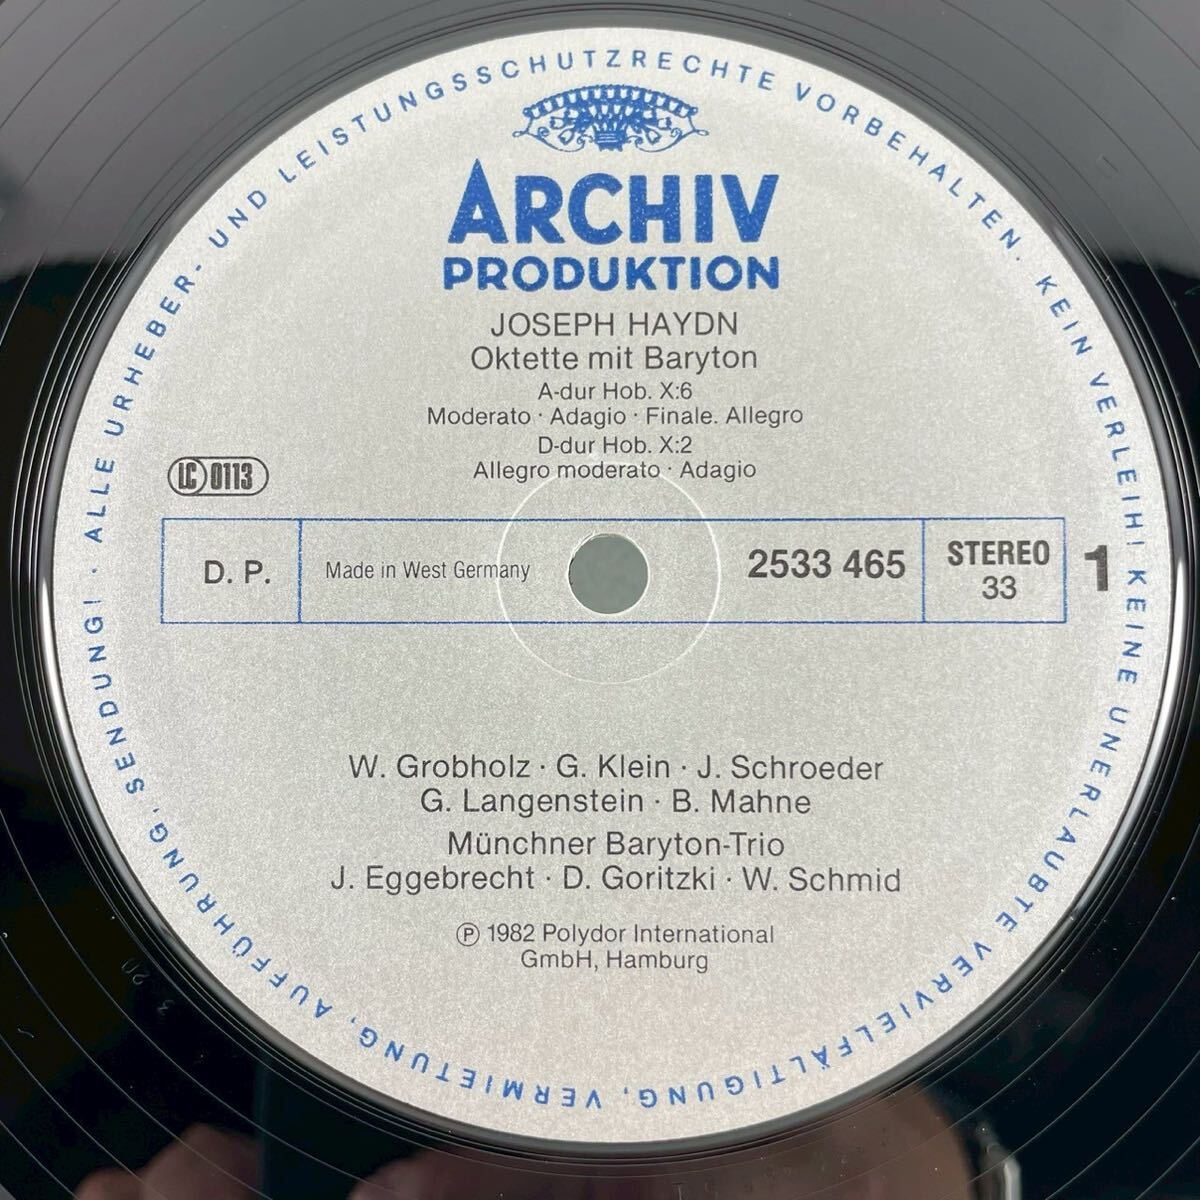 ALLE URHEBER- UND LEISTUNGSSCHUTZRECHTE VORBEHALTEN. KEIN VERLEIH! KEINE UNERLAUBTE VERVIELFÄLTIGUNG, VERMIETUNG, AUFFÜHRUNG, SENDUNG! ·
ARCHIV
PRODUKTION
JOSEPH HAYDN
Oktette mit Baryton
A-dur Hob. X:6
Moderato · Adagio · Finale. Allegro
D-dur Hob. X:2
Allegro moderato · Adagio
LC 0113
D. P.
Made in West Germany
2533 465
STEREO
33
1
W. Grobholz · G. Klein · J. Schroeder
G. Langenstein · B. Mahne
Münchner Baryton-Trio
J. Eggebrecht · D. Goritzki · W. Schmid
Ⓟ 1982 Polydor International
GmbH, Hamburg